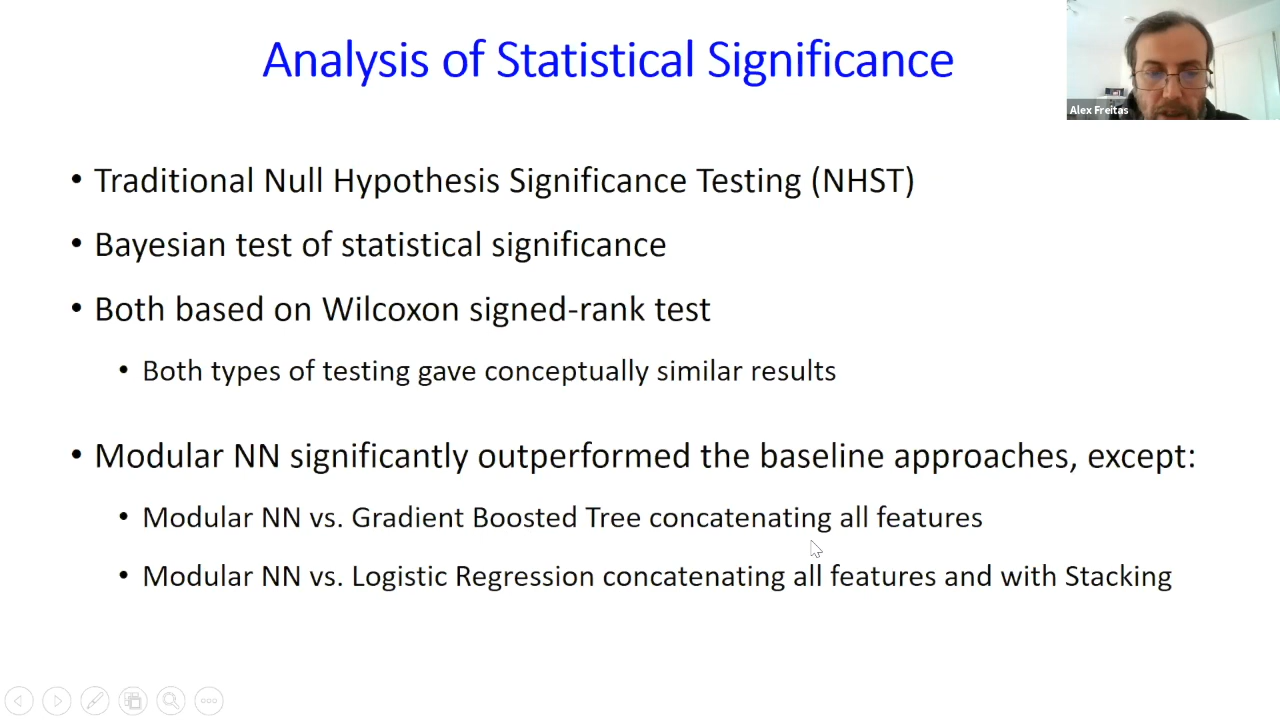 Analysis of Statistical Significance
Alex Freitas
• Traditional Null Hypothesis Significance Testing (NHST)
• Bayesian test of statistical significance
• Both based on Wilcoxon signed-rank test
• Both types of testing gave conceptually similar results
• Modular NN significantly outperformed the baseline approaches, except:
• Modular NN vs. Gradient Boosted Tree concatenating all features
• Modular NN vs. Logistic Regression concatenating all features and with Stacking